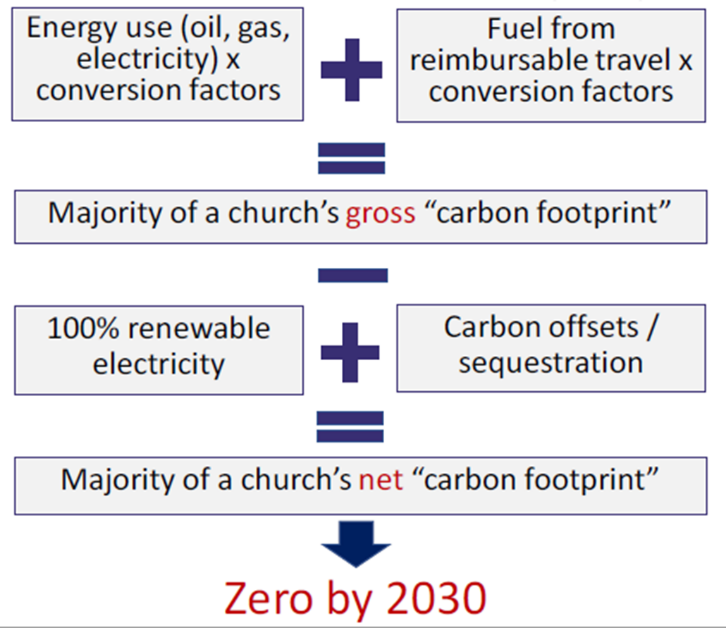 Energy use (oil, gas,
electricity) x
conversion factors
+
Fuel from
reimbursable travel x
conversion factors
=
Majority of a church's gross “carbon footprint”
−
100% renewable
electricity
+
Carbon offsets /
sequestration
=
Majority of a church's net “carbon footprint”
Zero by 2030